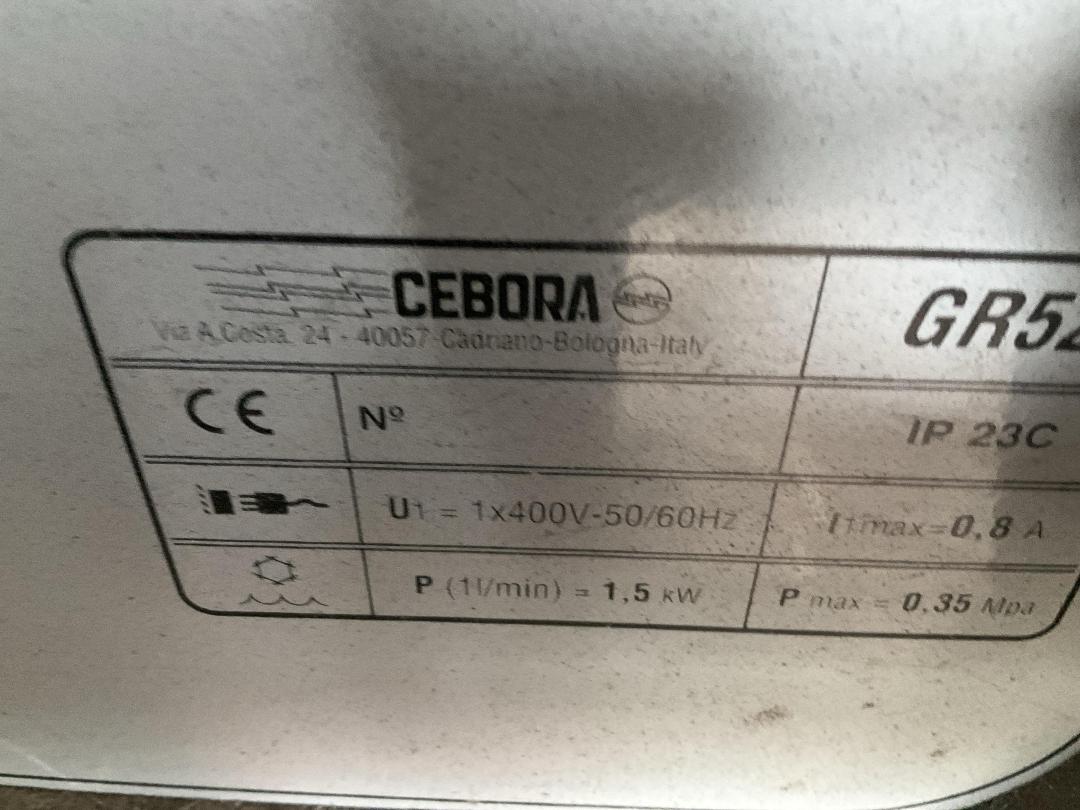 CEBORA
Via A.Costa, 24 - 40057-Cadriano-Bologna-Italy
GR52
CE
Nº
IP 23C
U1 = 1x400V-50/60Hz
I1max=0,8 A
P (1l/min) = 1,5 kW
P max = 0,35 Mpa